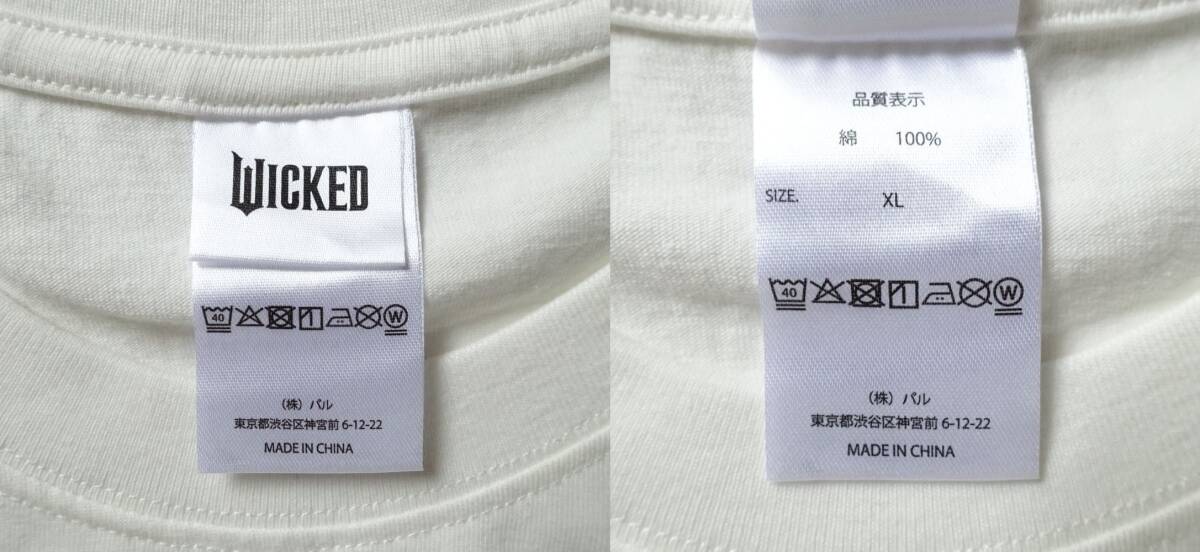 WICKED
40
W
(株) パル
東京都渋谷区神宮前 6-12-22
MADE IN CHINA
品質表示
綿 100%
SIZE. XL
40
W
(株) パル
東京都渋谷区神宮前 6-12-22
MADE IN CHINA